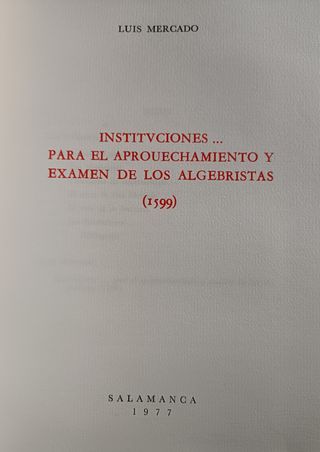 LUIS MERCADO
INSTITVCIONES ...
PARA EL APROUECHAMIENTO Y
EXAMEN DE LOS ALGEBRISTAS
(1599)
SALAMANCA
1977